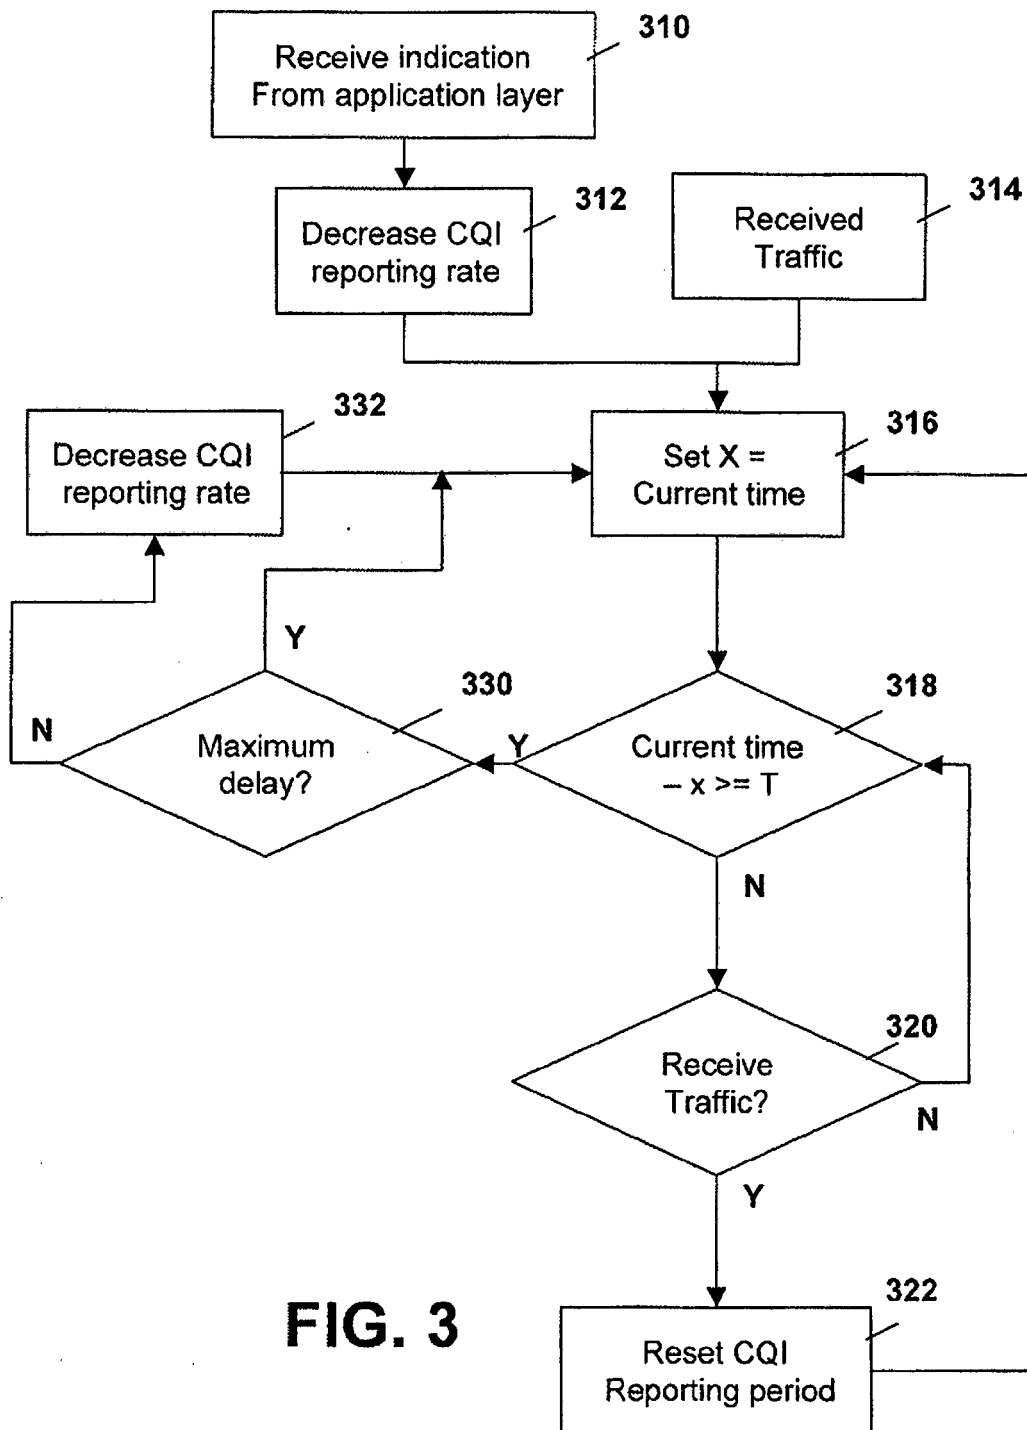 310
Receive indication
From application layer
312
Decrease CQI
reporting rate
314
Received
Traffic
332
Decrease CQI
reporting rate
316
Set X =
Current time
Y
330
N
Maximum
delay?
Y
318
Current time
– x >= T
N
320
Receive
Traffic?
N
Y
322
Reset CQI
Reporting period
FIG. 3